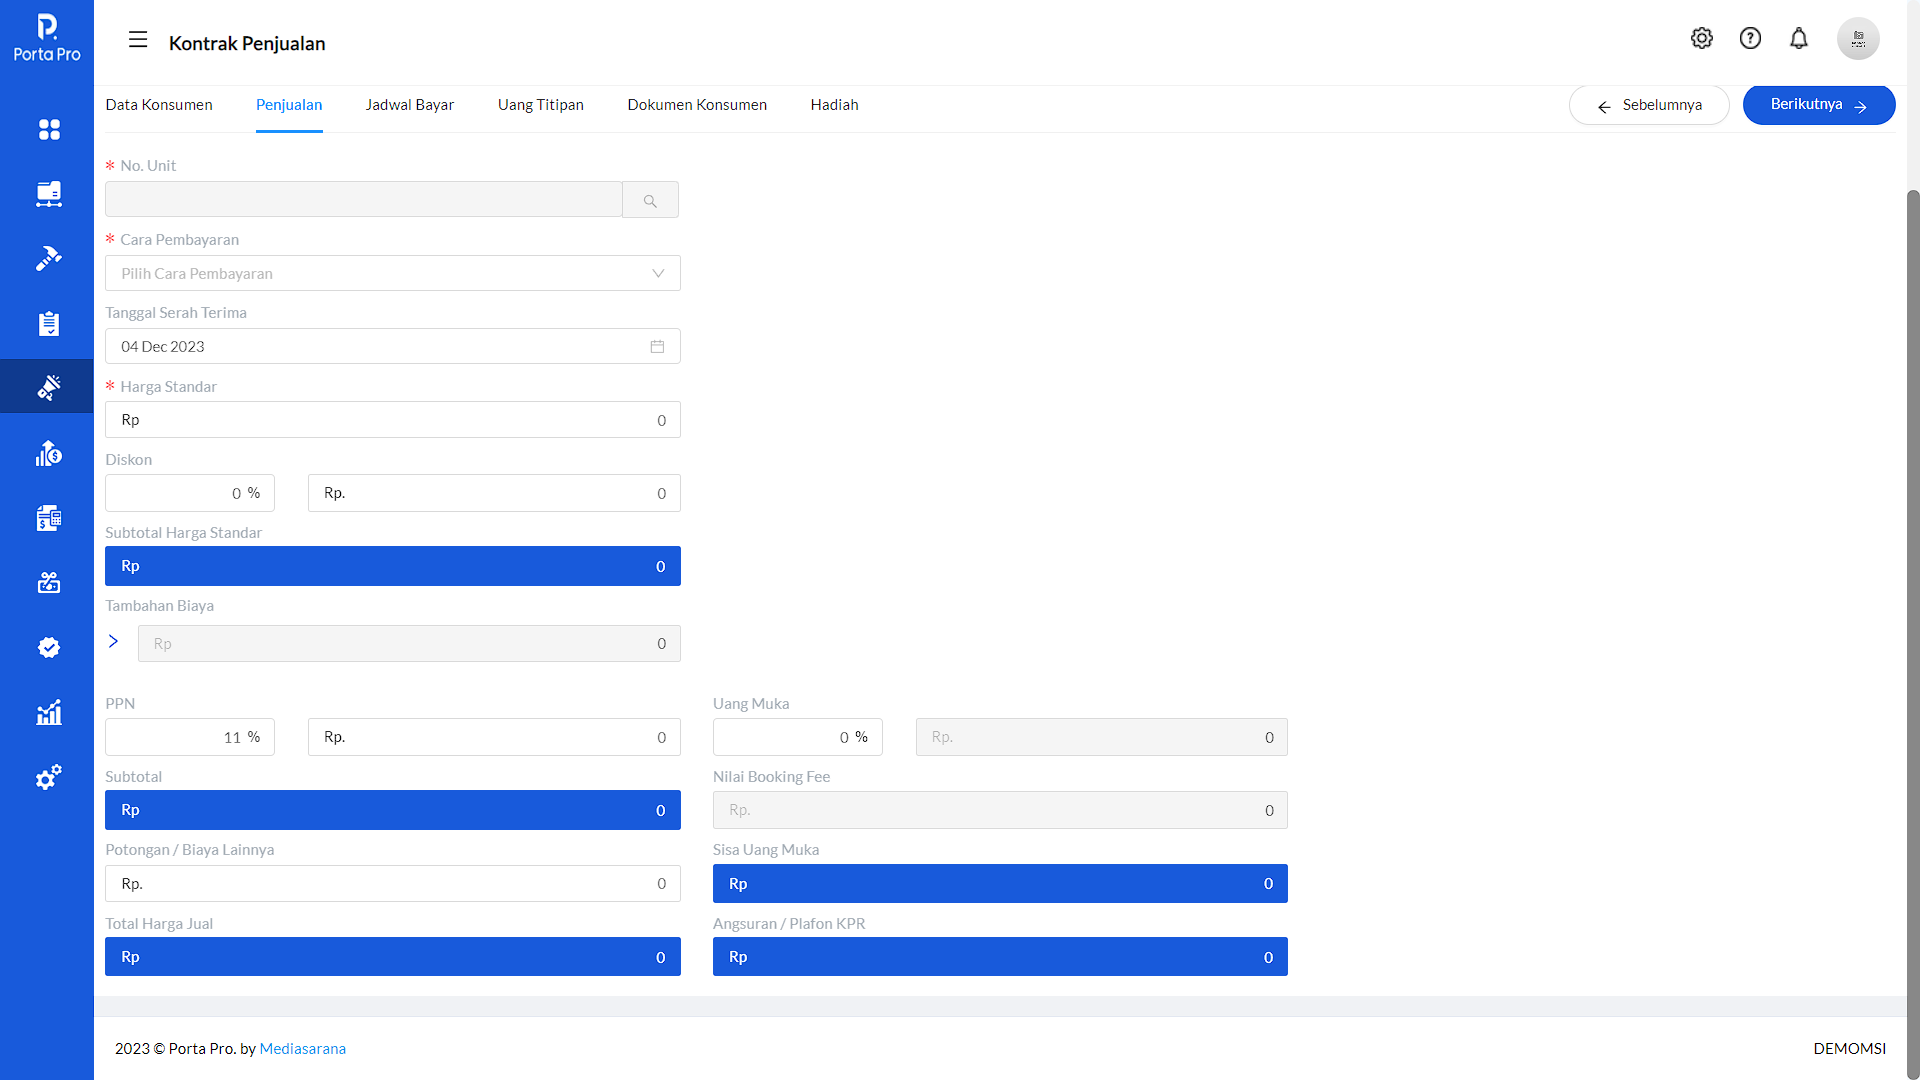 Porta Pro
Kontrak Penjualan
Data Konsumen
Penjualan
Jadwal Bayar
Uang Titipan
Dokumen Konsumen
Hadiah
Sebelumnya
Berikutnya
* No. Unit
* Cara Pembayaran
Pilih Cara Pembayaran
Tanggal Serah Terima
04 Dec 2023
* Harga Standar
Rp 0
Diskon
0 % Rp. 0
Subtotal Harga Standar
Rp 0
Tambahan Biaya
Rp 0
PPN
11 % Rp. 0
Subtotal
Rp 0
Potongan / Biaya Lainnya
Rp. 0
Total Harga Jual
Rp 0
Uang Muka
0 % Rp. 0
Nilai Booking Fee
Rp. 0
Sisa Uang Muka
Rp 0
Angsuran / Plafon KPR
Rp 0
2023 © Porta Pro. by Mediasarana
DEMOMSI